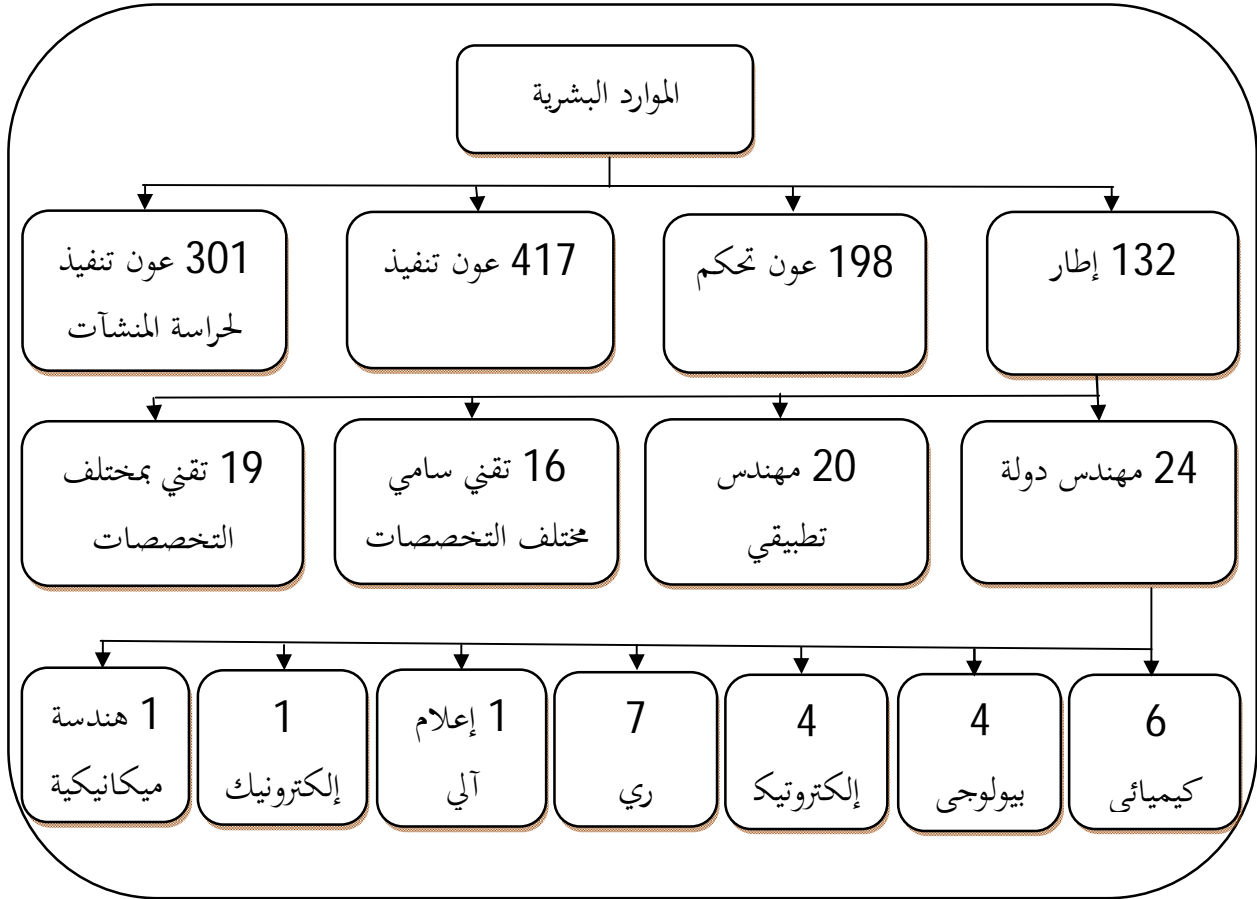 الموارد البشرية
132 إطار
198 عون تحكم
417 عون تنفيذ
301 عون تنفيذ
لحراسة المنشآت
24 مهندس دولة
20 مهندس
تطبيقي
16 تقني سامي
مختلف التخصصات
19 تقني بمختلف
التخصصات
6
كيميائي
4
بيولوجي
4
إلكتروتيك
7
ري
1 إعلام
آلي
1
إلكترونيك
1 هندسة
ميكانيكية